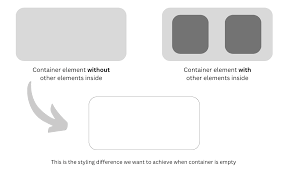 Container element without
other elements inside
Container element with
other elements inside
This is the styling difference we want to achieve when container is empty